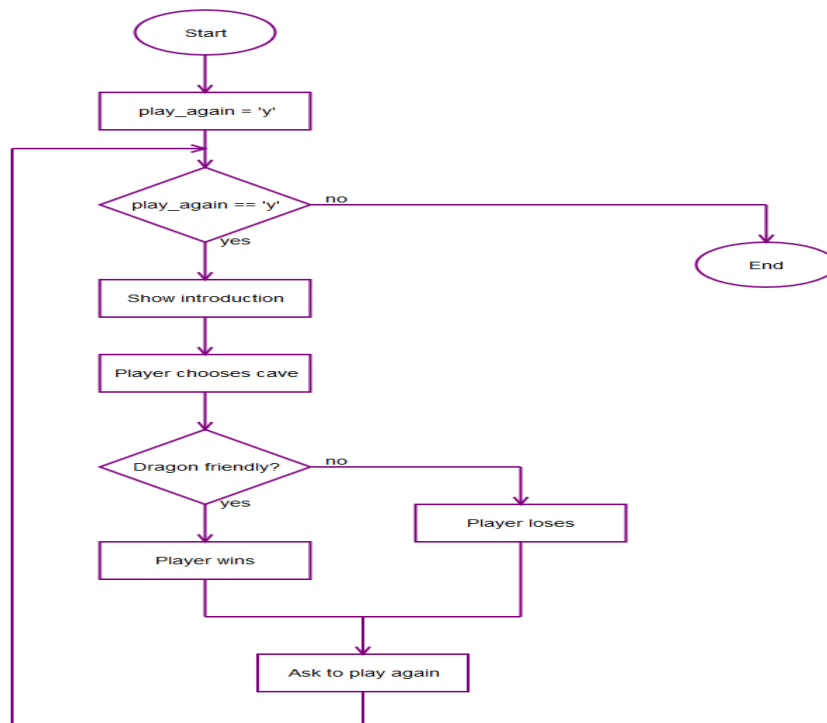 Start
play_again = 'y'
play_again == 'y'
no
yes
End
Show introduction
Player chooses cave
Dragon friendly?
no
yes
Player loses
Player wins
Ask to play again